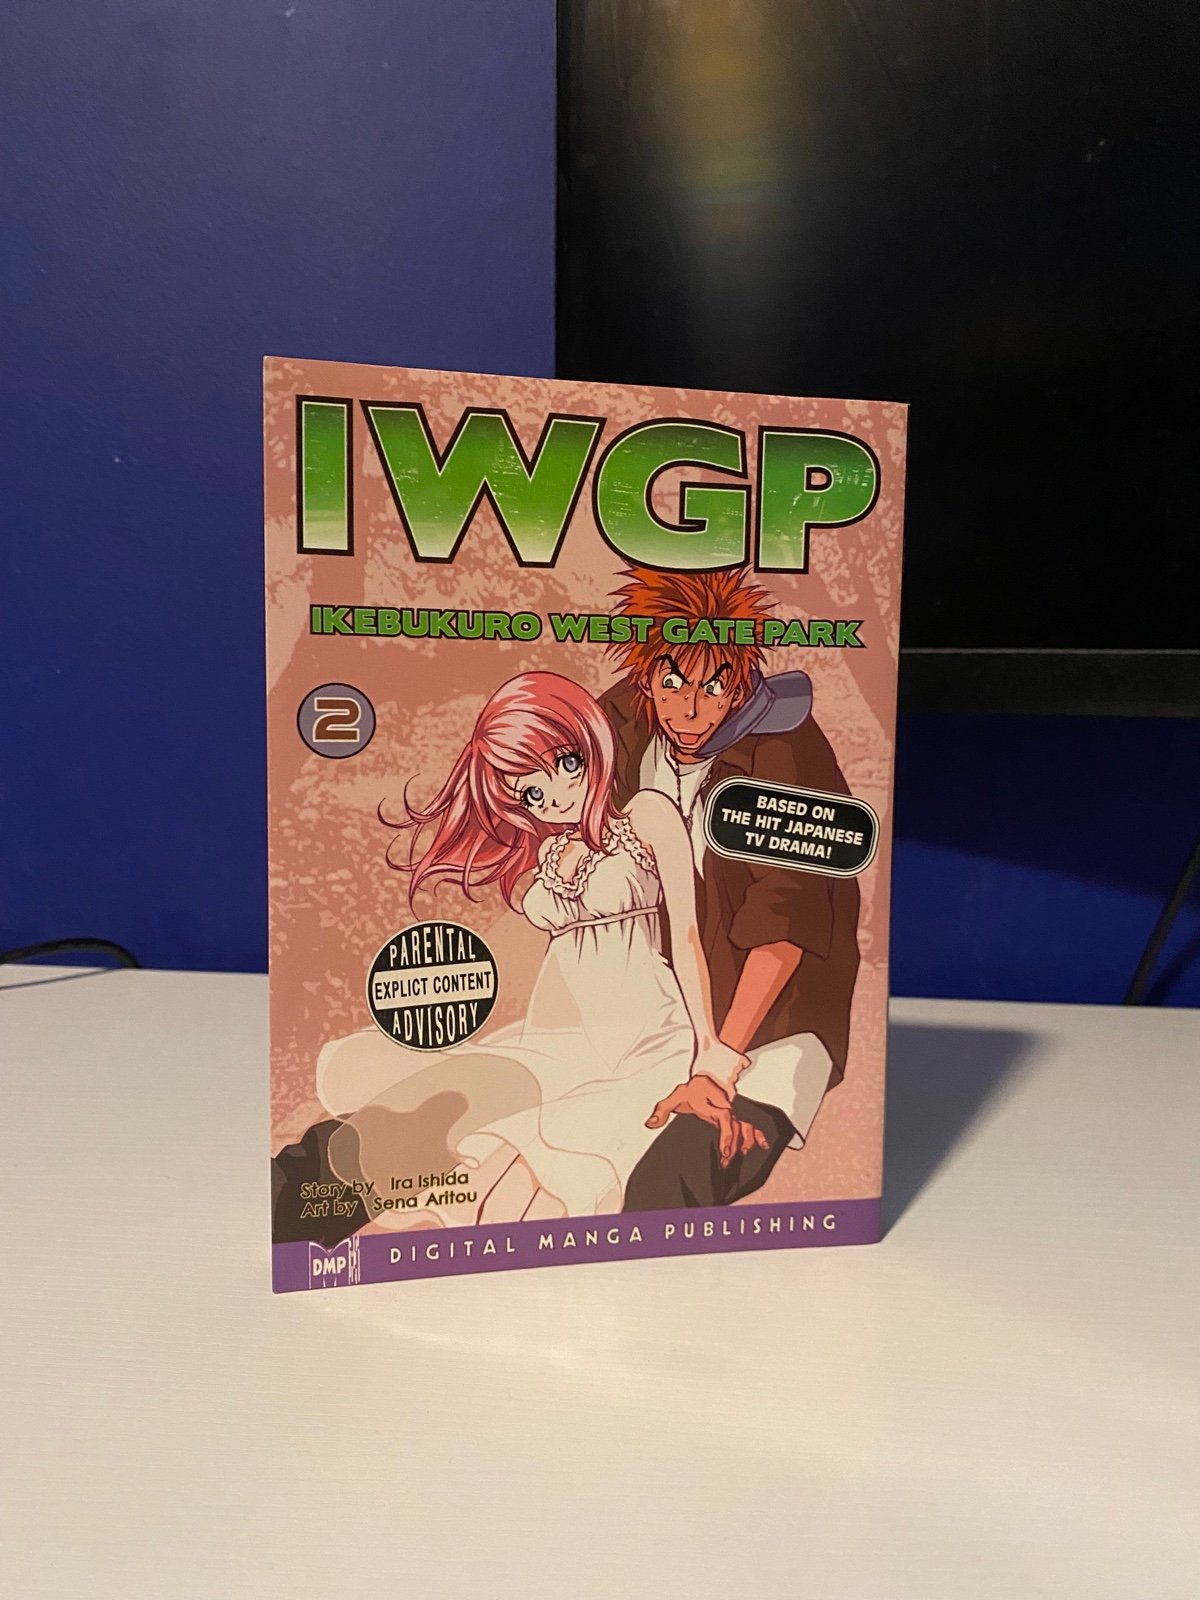 IWGP
IKEBUKURO WEST GATE PARK
2
BASED ON
THE HIT JAPANESE
TV DRAMA!
PARENTAL
EXPLICT CONTENT
ADVISORY
Story by Ira Ishida
Art by Sena Aritou
DMP
DIGITAL MANGA PUBLISHING